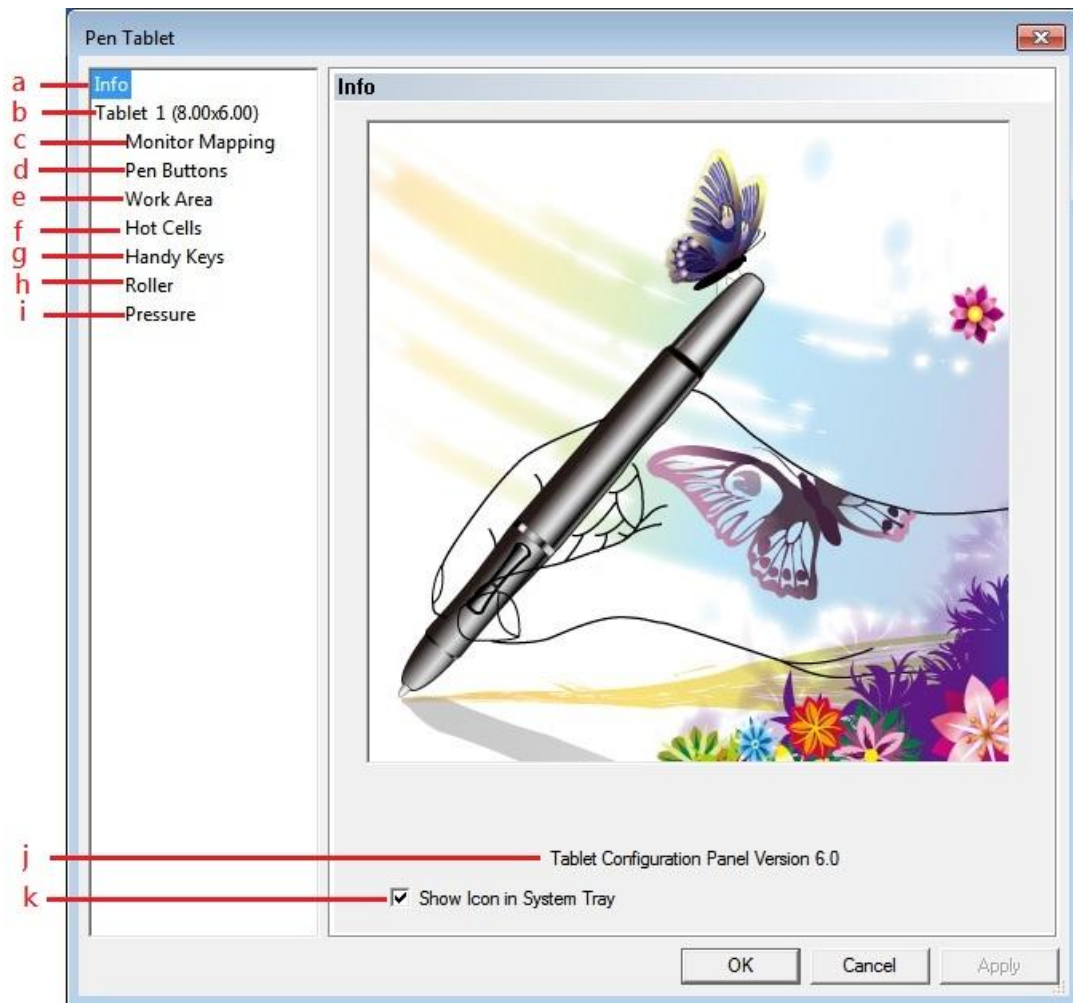 Pen Tablet
a Info
b Tablet 1 (8.00x6.00)
c Monitor Mapping
d Pen Buttons
e Work Area
f Hot Cells
g Handy Keys
h Roller
i Pressure
Info
j Tablet Configuration Panel Version 6.0
k Show Icon in System Tray
OK Cancel Apply